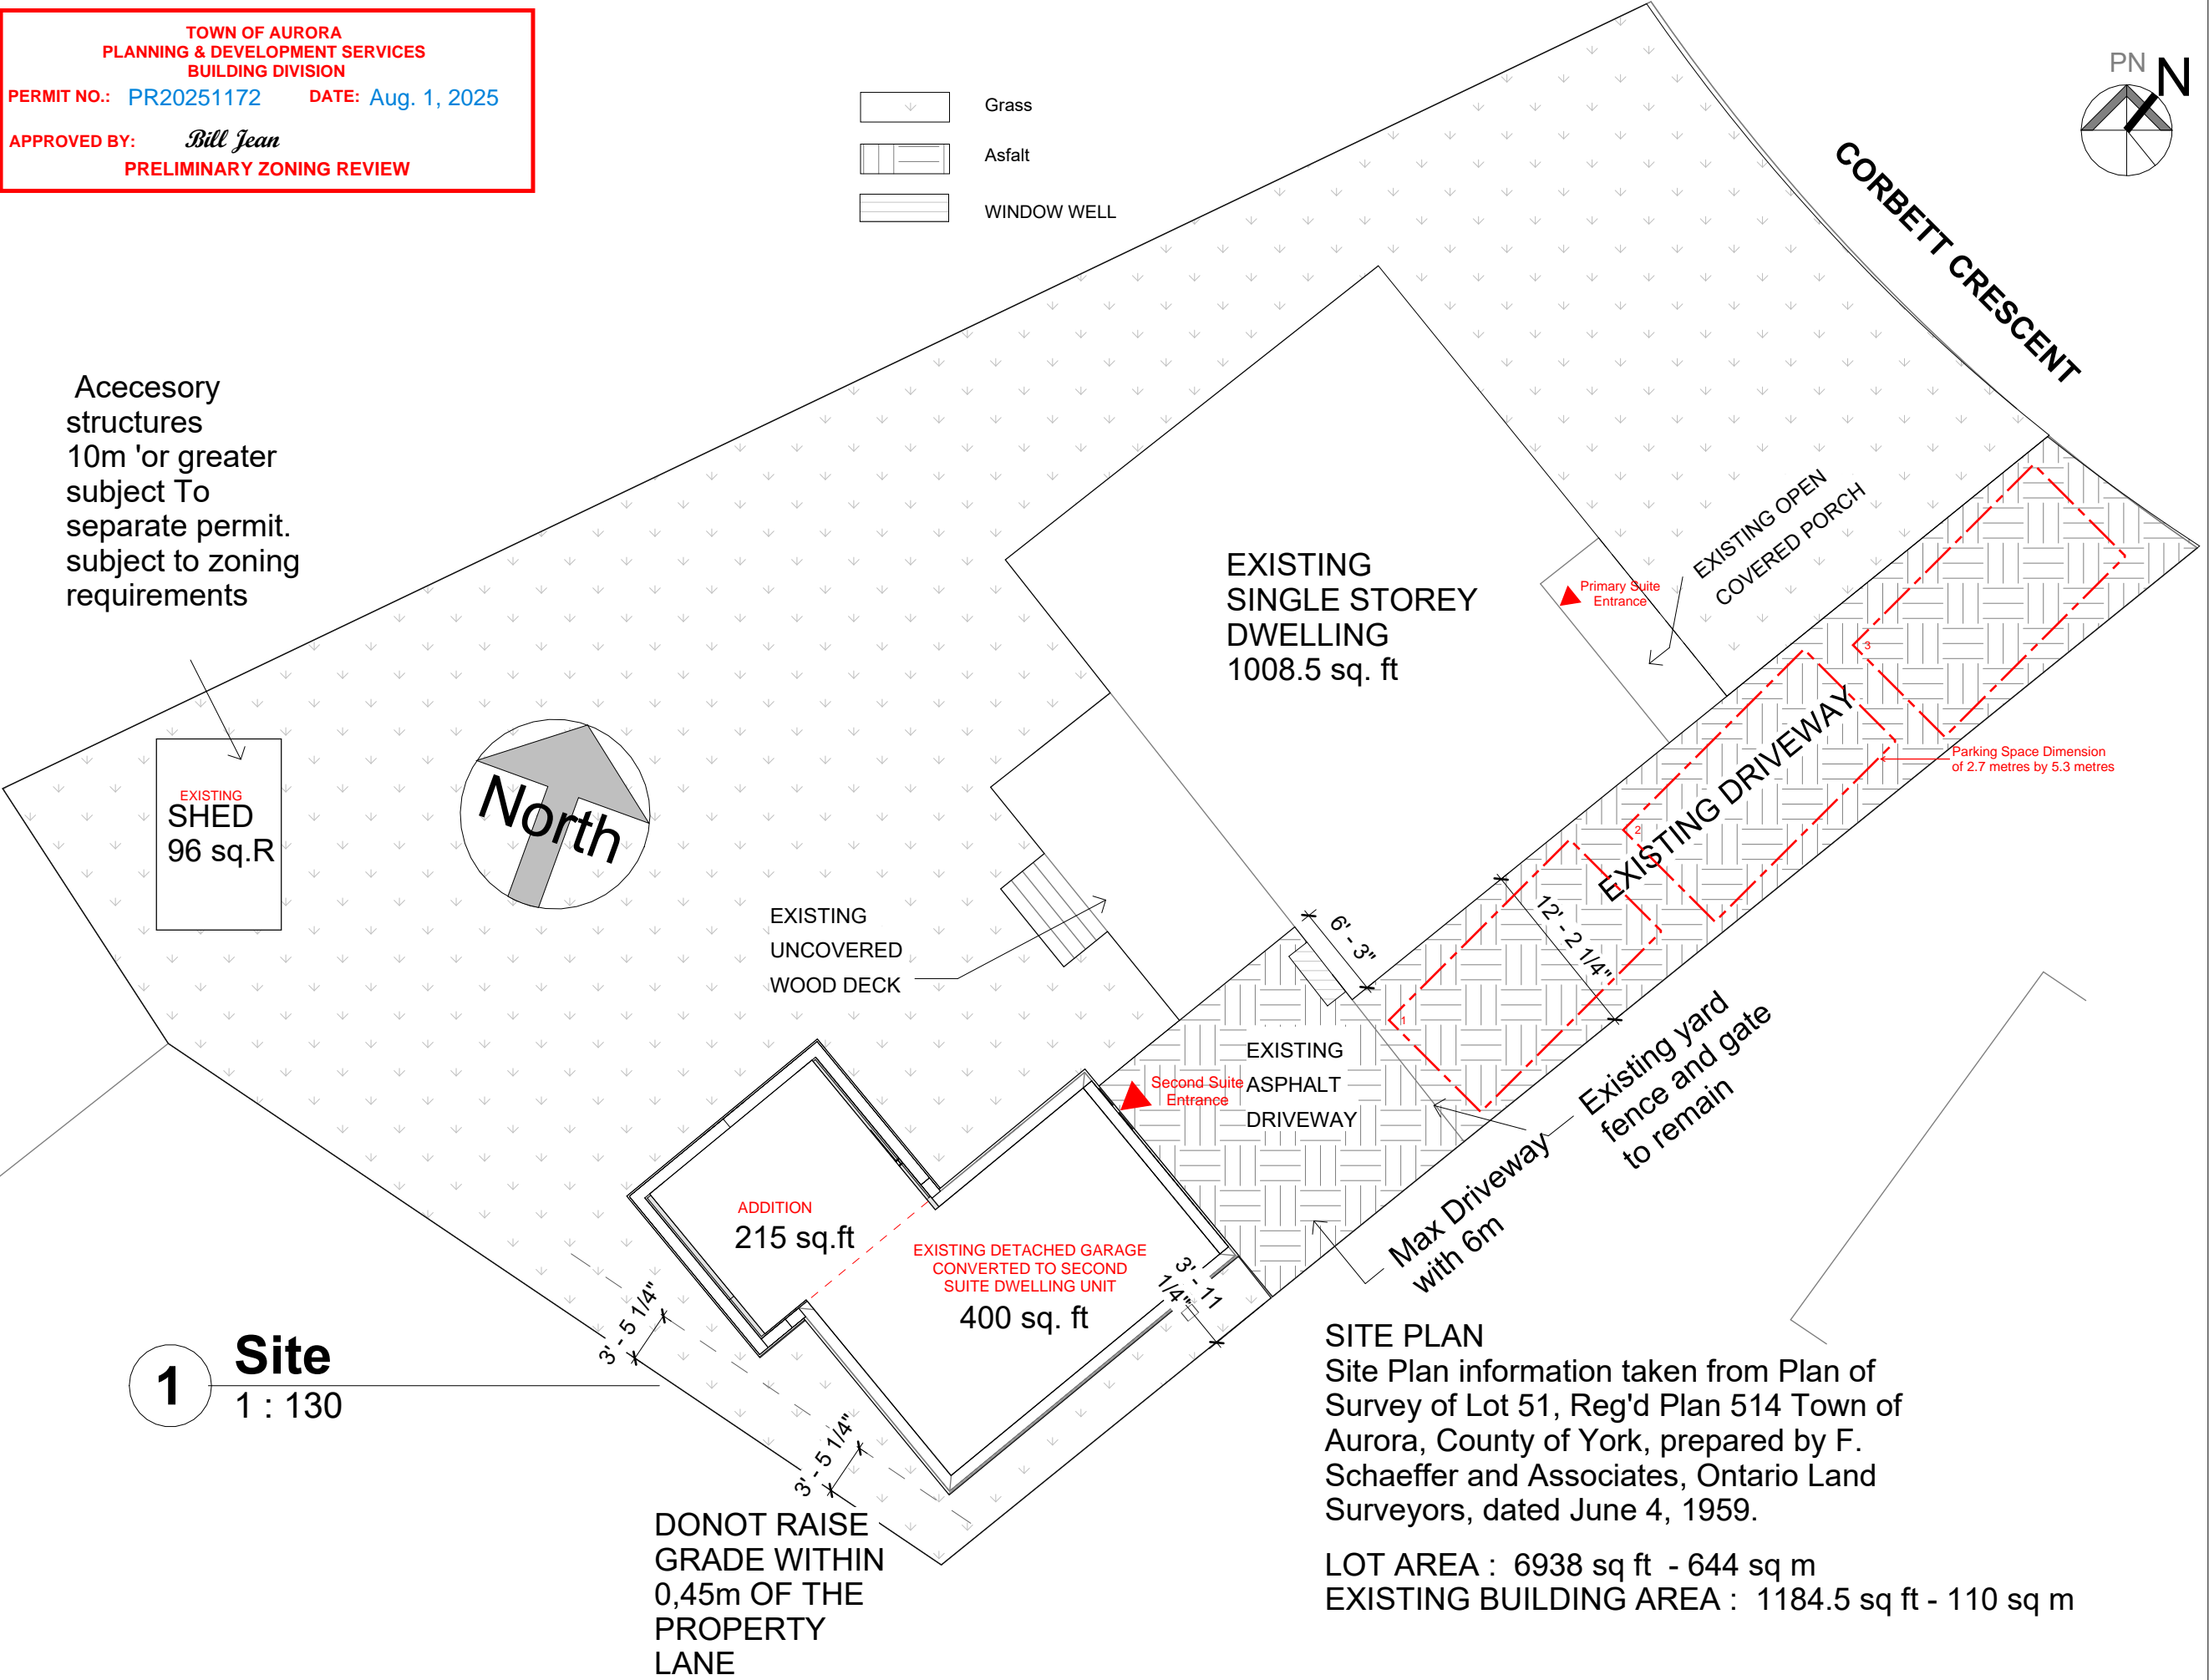 TOWN OF AURORA
PLANNING & DEVELOPMENT SERVICES
BUILDING DIVISION
PERMIT NO.: PR20251172 DATE: Aug. 1, 2025
APPROVED BY: Bill Jean
PRELIMINARY ZONING REVIEW
Grass
Asfalt
WINDOW WELL
PN N
CORBETT CRESCENT
Acecesory
structures
10m 'or greater
subject To
separate permit.
subject to zoning
requirements
EXISTING
SHED
96 sq.R
North
EXISTING
SINGLE STOREY
DWELLING
1008.5 sq. ft
Primary Suite
Entrance
EXISTING OPEN
COVERED PORCH
3
2
1
EXISTING DRIVEWAY
Parking Space Dimension
of 2.7 metres by 5.3 metres
EXISTING
UNCOVERED
WOOD DECK
6' - 3"
12' - 2 1/4"
EXISTING
ASPHALT
DRIVEWAY
Second Suite
Entrance
Existing yard
fence and gate
to remain
Max Driveway
with 6m
ADDITION
215 sq.ft
EXISTING DETACHED GARAGE
CONVERTED TO SECOND
SUITE DWELLING UNIT
400 sq. ft
3' - 11
1/4"
3' - 5 1/4"
3' - 5 1/4"
1 Site
1 : 130
DONOT RAISE
GRADE WITHIN
0,45m OF THE
PROPERTY
LANE
SITE PLAN
Site Plan information taken from Plan of
Survey of Lot 51, Reg'd Plan 514 Town of
Aurora, County of York, prepared by F.
Schaeffer and Associates, Ontario Land
Surveyors, dated June 4, 1959.
LOT AREA : 6938 sq ft - 644 sq m
EXISTING BUILDING AREA : 1184.5 sq ft - 110 sq m